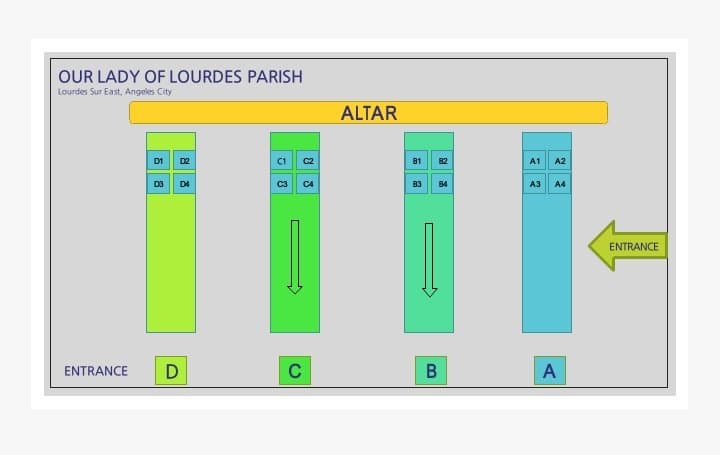 OUR LADY OF LOURDES PARISH
Lourdes Sur East, Angeles City
ALTAR
D1 D2 C1 C2 B1 B2 A1 A2
D3 D4 C3 C4 B3 B4 A3 A4
ENTRANCE
ENTRANCE D C B A